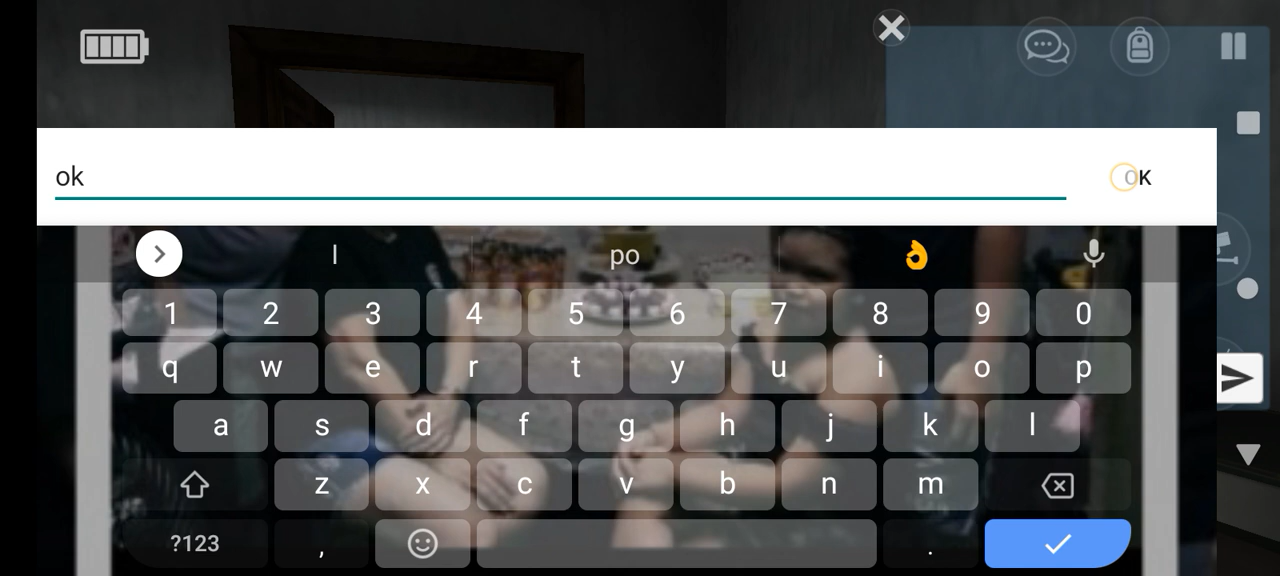 ok
OK
l po 👌
1 2 3 4 5 6 7 8 9 0
q w e r t y u i o p
a s d f g h j k l
z x c v b n m
?123 , .